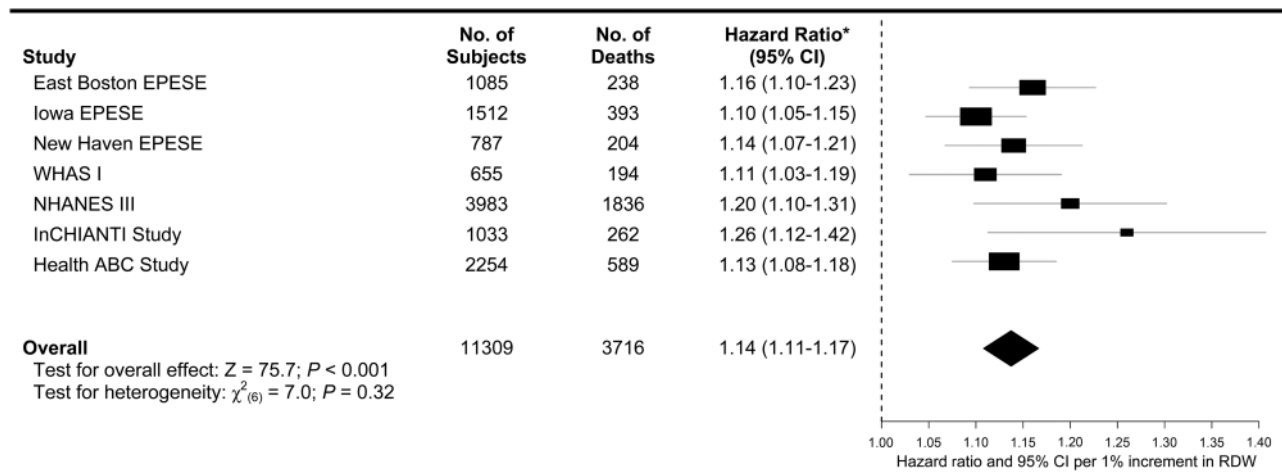 Study No. of Subjects No. of Deaths Hazard Ratio* (95% CI)
East Boston EPESE 1085 238 1.16 (1.10-1.23)
Iowa EPESE 1512 393 1.10 (1.05-1.15)
New Haven EPESE 787 204 1.14 (1.07-1.21)
WHAS I 655 194 1.11 (1.03-1.19)
NHANES III 3983 1836 1.20 (1.10-1.31)
InCHIANTI Study 1033 262 1.26 (1.12-1.42)
Health ABC Study 2254 589 1.13 (1.08-1.18)
Overall 11309 3716 1.14 (1.11-1.17)
Test for overall effect: Z = 75.7; P < 0.001
Test for heterogeneity: χ²₍₆₎ = 7.0; P = 0.32
1.00 1.05 1.10 1.15 1.20 1.25 1.30 1.35 1.40
Hazard ratio and 95% CI per 1% increment in RDW